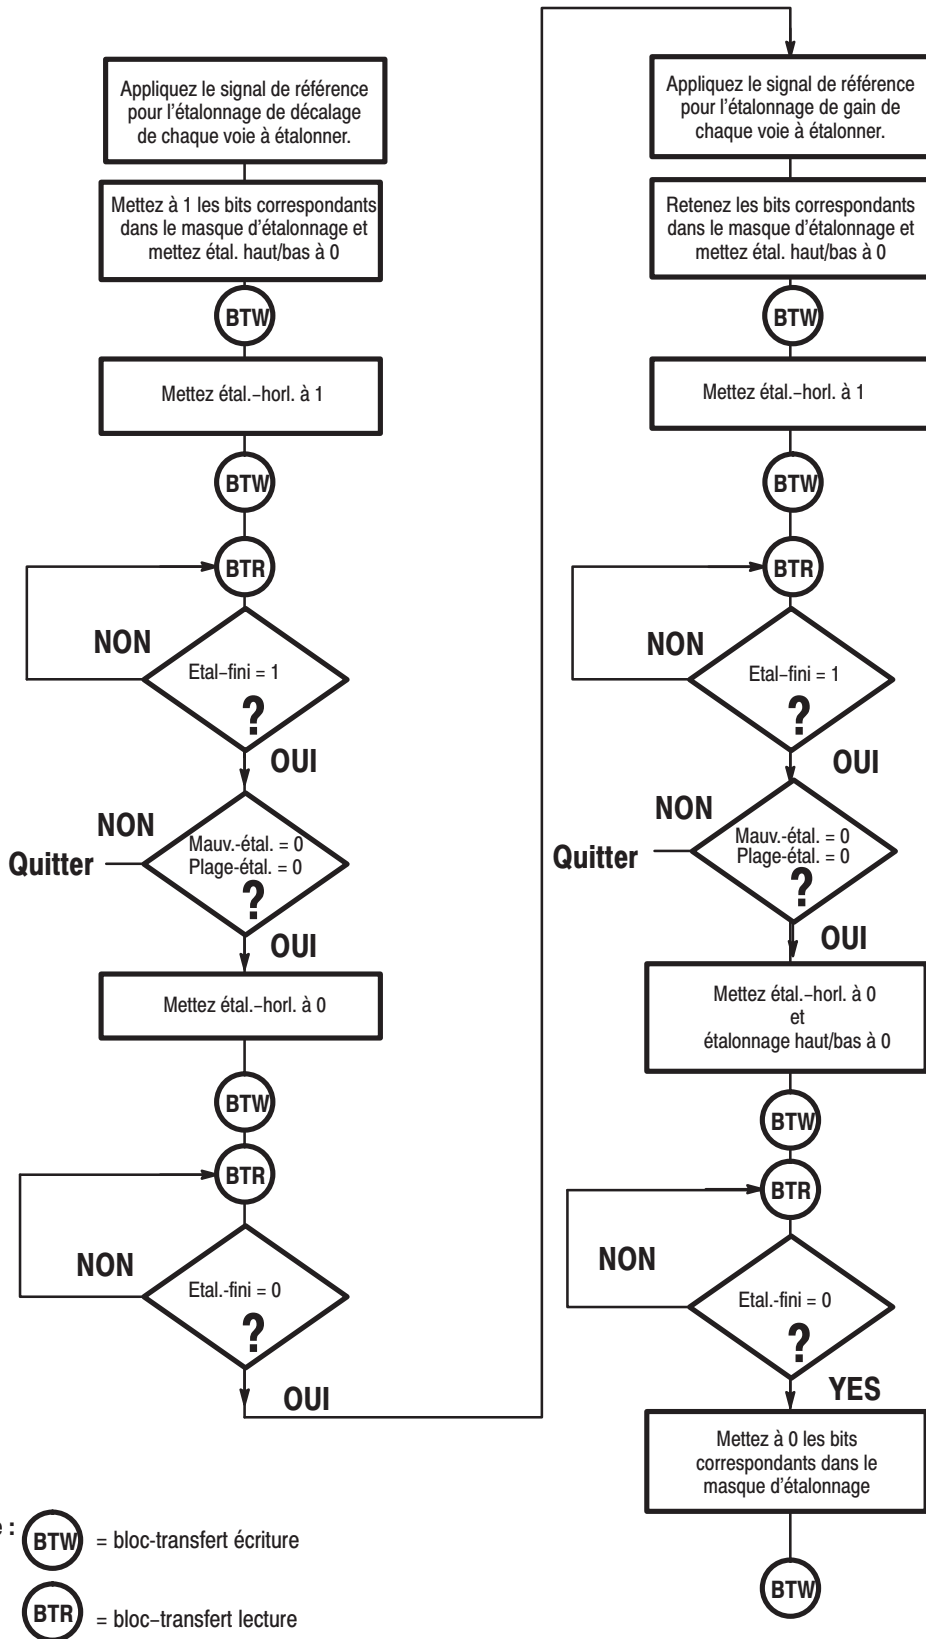 Appliquez le signal de référence
pour l'étalonnage de décalage
de chaque voie à étalonner.
Mettez à 1 les bits correspondants
dans le masque d'étalonnage et
mettez étal. haut/bas à 0
BTW
Mettez étal.–horl. à 1
BTW
BTR
NON
Etal–fini = 1
?
OUI
NON
Quitter
Mauv.-étal. = 0
Plage-étal. = 0
?
OUI
Mettez étal.–horl. à 0
BTW
BTR
NON
Etal.-fini = 0
?
OUI
Appliquez le signal de référence
pour l'étalonnage de gain de
chaque voie à étalonner.
Retenez les bits correspondants
dans le masque d'étalonnage et
mettez étal. haut/bas à 0
BTW
Mettez étal.–horl. à 1
BTW
BTR
NON
Etal–fini = 1
?
OUI
NON
Quitter
Mauv.-étal. = 0
Plage-étal. = 0
?
OUI
Mettez étal.–horl. à 0
et
étalonnage haut/bas à 0
BTW
BTR
NON
Etal.-fini = 0
?
YES
Mettez à 0 les bits
correspondants dans le
masque d'étalonnage
BTW
:
BTW = bloc-transfert écriture
BTR = bloc–transfert lecture